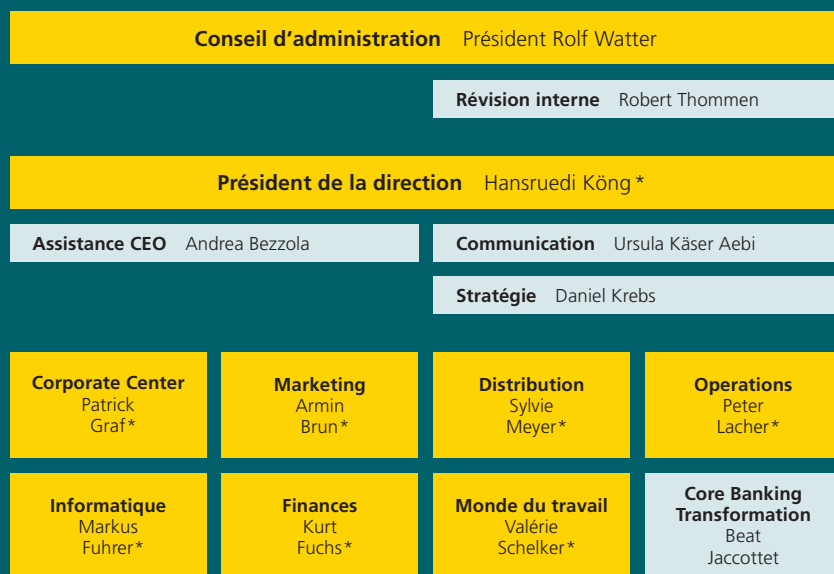 Conseil d’administration Président Rolf Watter
Révision interne Robert Thommen
Président de la direction Hansruedi Köng*
Assistance CEO Andrea Bezzola
Communication Ursula Käser Aebi
Stratégie Daniel Krebs
Corporate Center
Patrick
Graf*
Marketing
Armin
Brun*
Distribution
Sylvie
Meyer*
Operations
Peter
Lacher*
Informatique
Markus
Fuhrer*
Finances
Kurt
Fuchs*
Monde du travail
Valérie
Schelker*
Core Banking
Transformation
Beat
Jaccottet